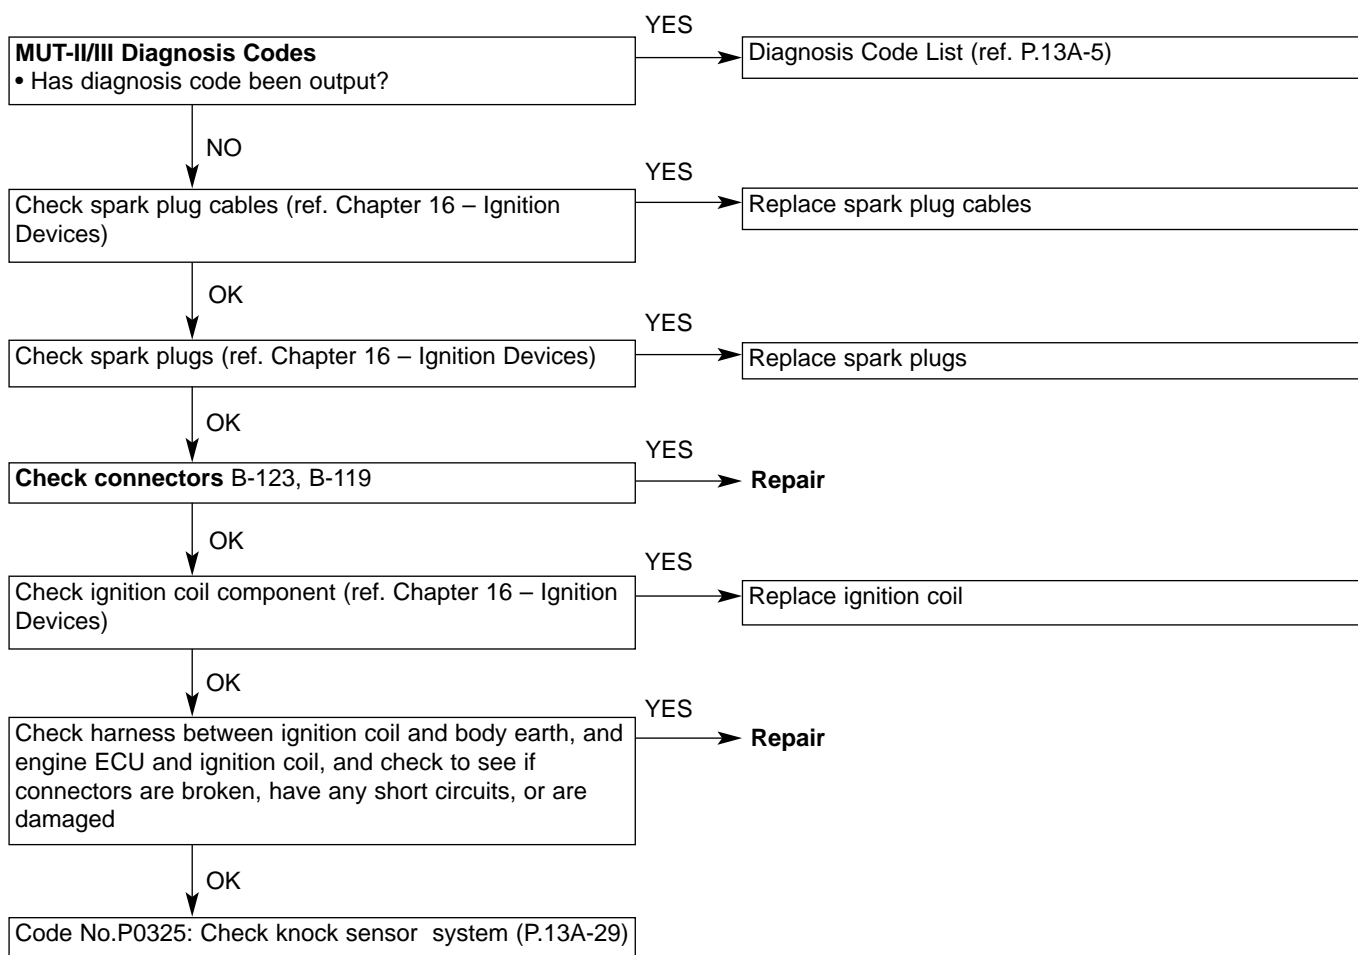 YES
MUT-II/III Diagnosis Codes
• Has diagnosis code been output?
Diagnosis Code List (ref. P.13A-5)
NO
YES
Check spark plug cables (ref. Chapter 16 – Ignition
Devices)
Replace spark plug cables
OK
YES
Check spark plugs (ref. Chapter 16 – Ignition Devices)
Replace spark plugs
OK
YES
Check connectors B-123, B-119
Repair
OK
YES
Check ignition coil component (ref. Chapter 16 – Ignition
Devices)
Replace ignition coil
OK
YES
Check harness between ignition coil and body earth, and
engine ECU and ignition coil, and check to see if
connectors are broken, have any short circuits, or are
damaged
Repair
OK
Code No.P0325: Check knock sensor system (P.13A-29)